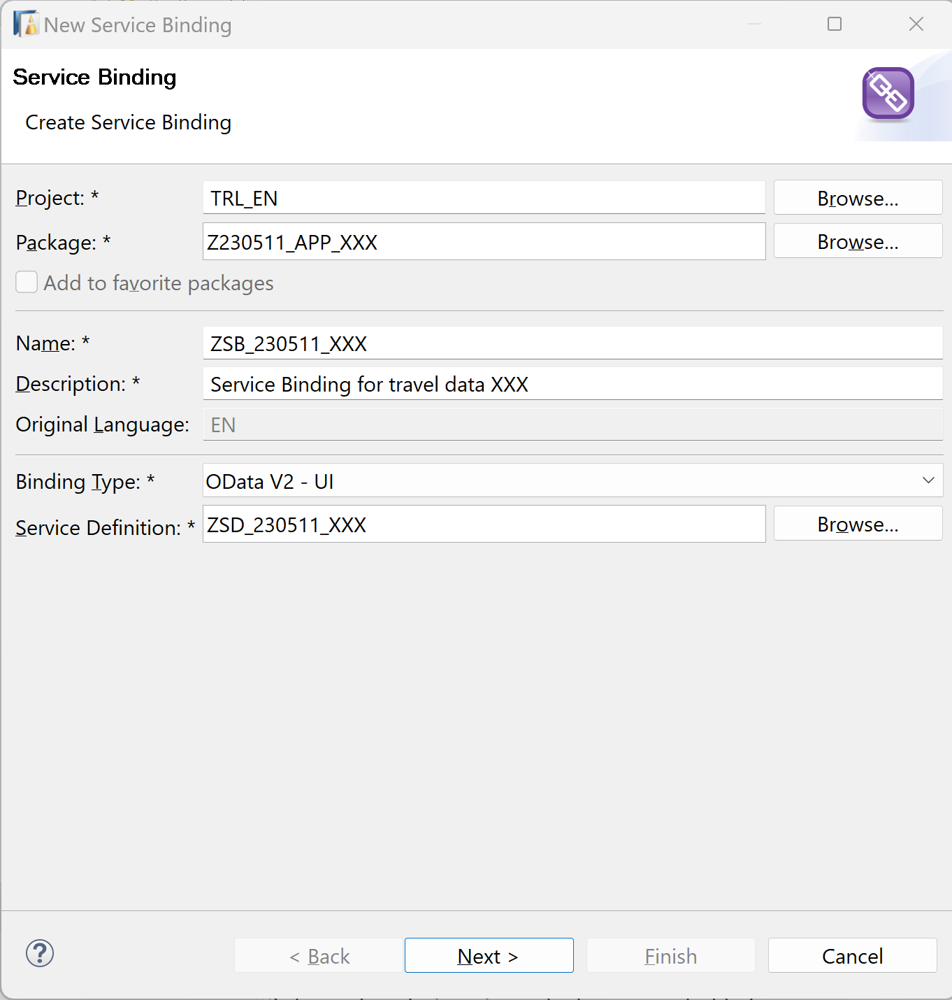 New Service Binding
Service Binding
Create Service Binding
Project: * TRL_EN Browse...
Package: * Z230511_APP_XXX Browse...
Add to favorite packages
Name: * ZSB_230511_XXX
Description: * Service Binding for travel data XXX
Original Language: EN
Binding Type: * OData V2 - UI
Service Definition: * ZSD_230511_XXX Browse...
? < Back Next > Finish Cancel